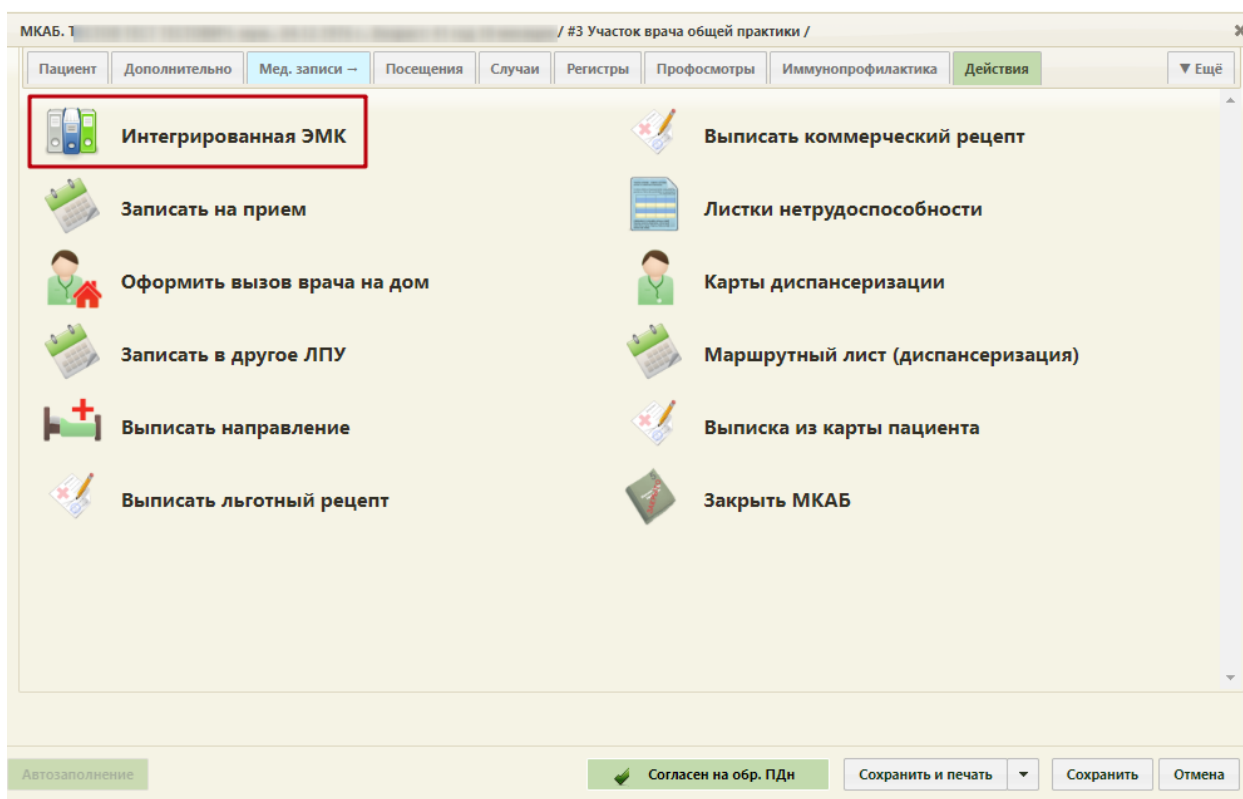 МКАБ. Т / #3 Участок врача общей практики /
Пациент Дополнительно Мед. записи → Посещения Случаи Регистры Профосмотры Иммунопрофилактика Действия ▼ Ещё
Интегрированная ЭМК
Выписать коммерческий рецепт
Записать на прием
Листки нетрудоспособности
Оформить вызов врача на дом
Карты диспансеризации
Записать в другое ЛПУ
Маршрутный лист (диспансеризация)
Выписать направление
Выписка из карты пациента
Выписать льготный рецепт
Закрыть МКАБ
Автозаполнение Согласен на обр. ПДн Сохранить и печать Сохранить Отмена